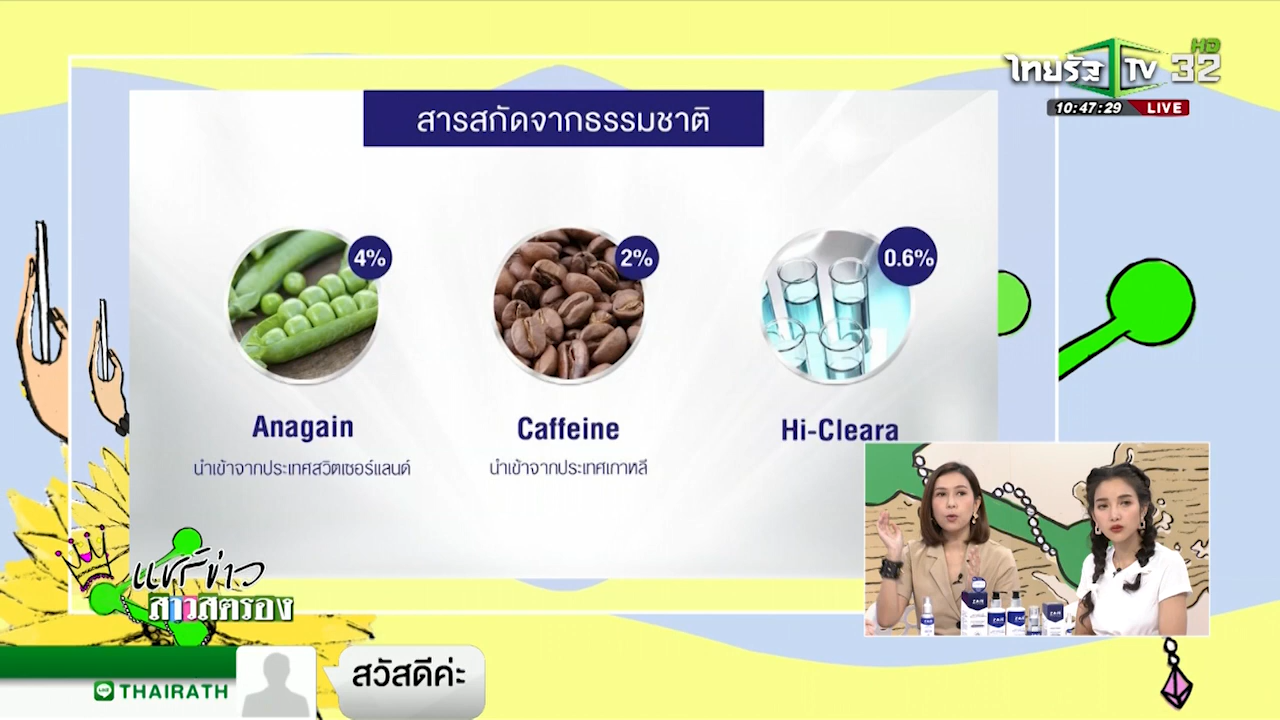 ไทยรัฐ TV HD 32
10:47:29 LIVE
สารสกัดจากธรรมชาติ
4%
2%
0.6%
Anagain
Caffeine
Hi-Cleara
นำเข้าจากประเทศสวิตเซอร์แลนด์
นำเข้าจากประเทศเกาหลี
แชร์ข่าว
สาวสตรอง
LINE THAIRATH
สวัสดีค่ะ